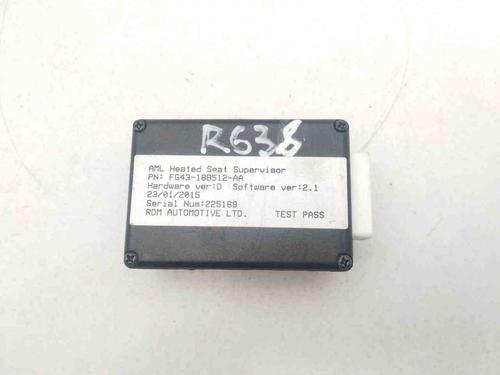 R638
AML Heated Seat Supervisor
PN: FG43-18B512-AA
Hardware ver:D Software ver:2.1
23/01/2015
Serial Num:225169
RDM AUTOMOTIVE LTD. TEST PASS